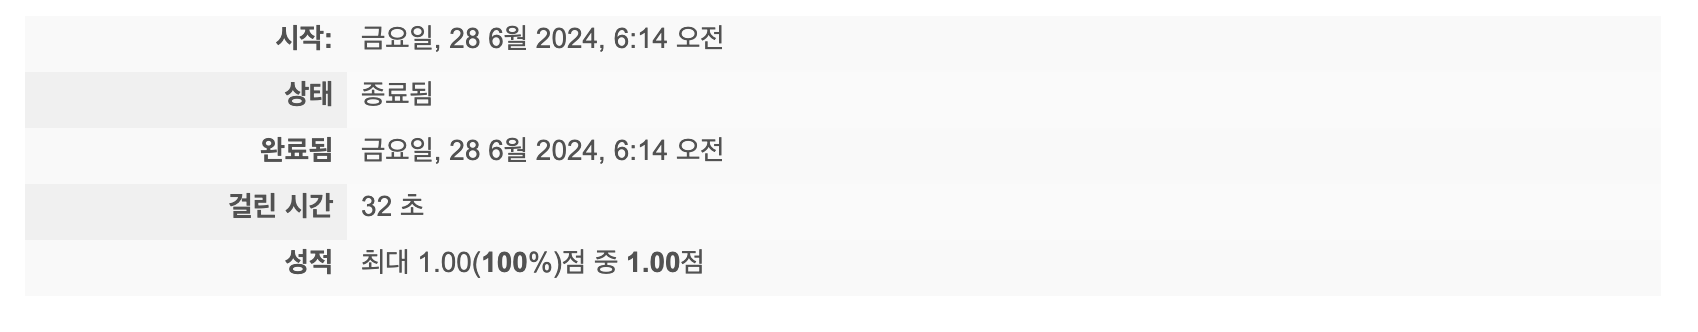 시작: 금요일, 28 6월 2024, 6:14 오전
상태 종료됨
완료됨 금요일, 28 6월 2024, 6:14 오전
걸린 시간 32 초
성적 최대 1.00(100%)점 중 1.00점